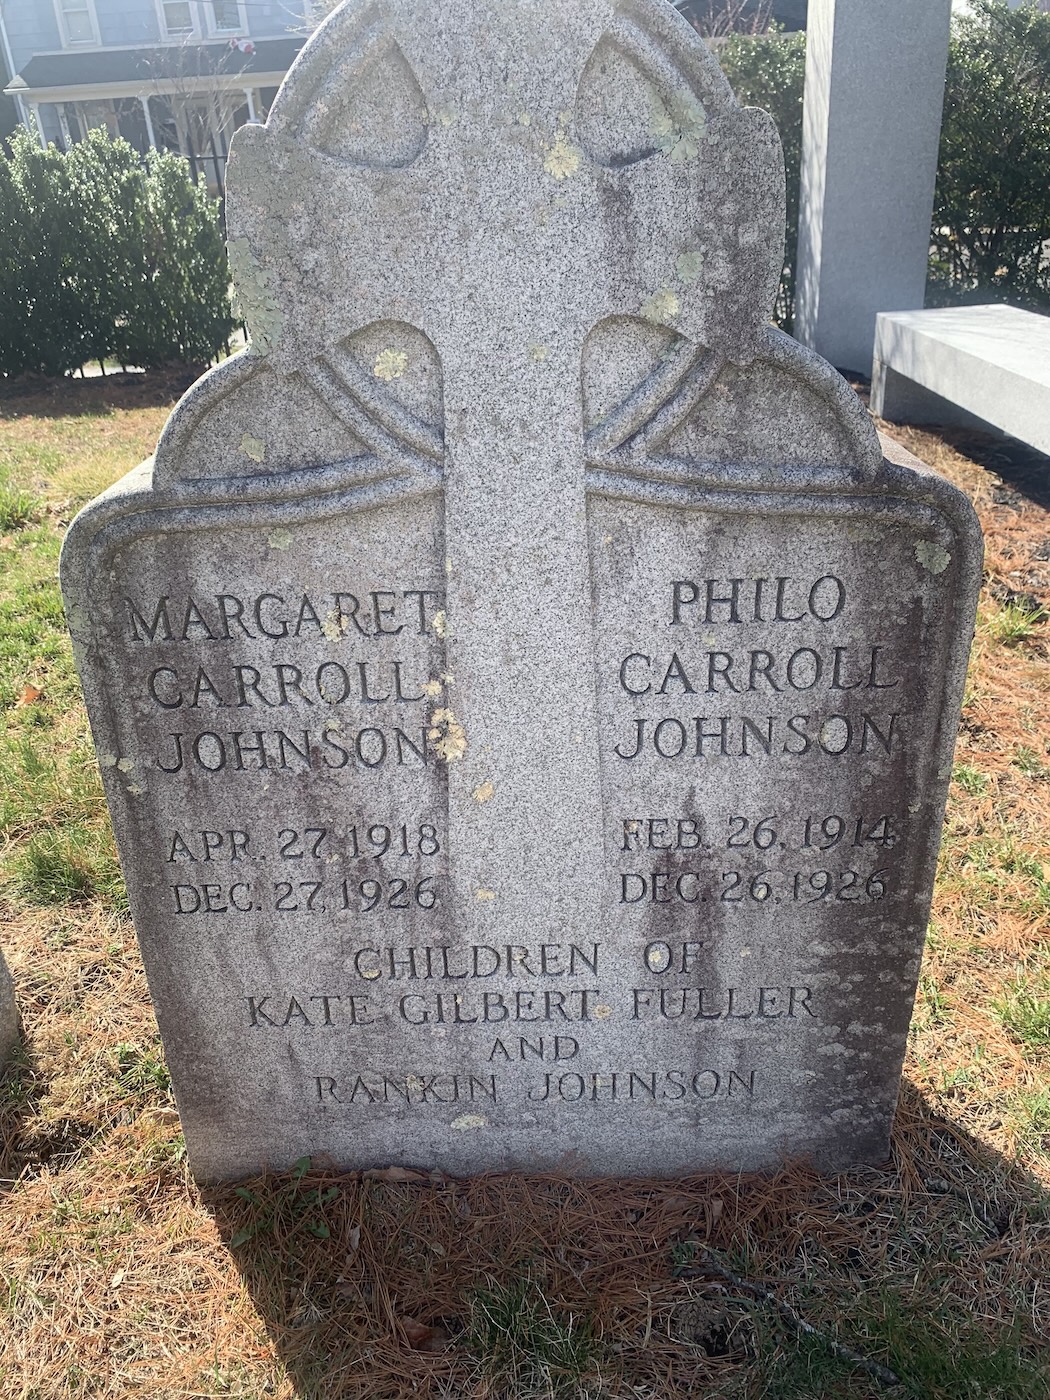 MARGARET
CARROLL
JOHNSON
APR. 27, 1918
DEC. 27, 1926
PHILO
CARROLL
JOHNSON
FEB. 26, 1914
DEC. 26, 1926
CHILDREN OF
KATE GILBERT FULLER
AND
RANKIN JOHNSON